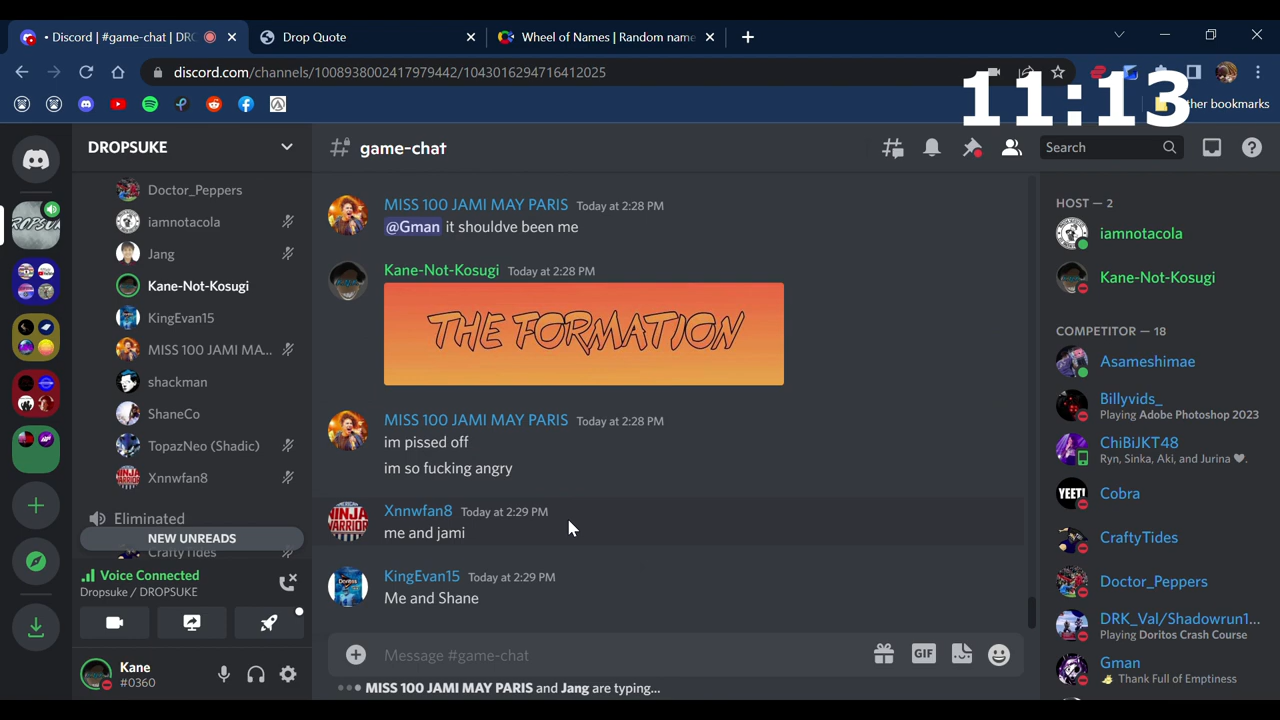 • Discord | #game-chat | DR
Drop Quote
Wheel of Names | Random name
discord.com/channels/1008938002417979442/1043016294716412025
11:13
her bookmarks
DROPSUKE
game-chat
Search
Doctor_Peppers
iamnotacola
Jang
Kane-Not-Kosugi
KingEvan15
MISS 100 JAMI MA...
shackman
ShaneCo
TopazNeo (Shadic)
Xnnwfan8
Eliminated
NEW UNREADS
CraftyTides
Voice Connected
Dropsuke / DROPSUKE
Kane
#0360
MISS 100 JAMI MAY PARIS Today at 2:28 PM
@Gman it shouldve been me
Kane-Not-Kosugi Today at 2:28 PM
THE FORMATION
MISS 100 JAMI MAY PARIS Today at 2:28 PM
im pissed off
im so fucking angry
Xnnwfan8 Today at 2:29 PM
me and jami
KingEvan15 Today at 2:29 PM
Me and Shane
Message #game-chat
GIF
MISS 100 JAMI MAY PARIS and Jang are typing...
HOST — 2
iamnotacola
Kane-Not-Kosugi
COMPETITOR — 18
Asameshimae
Billyvids_
Playing Adobe Photoshop 2023
ChiBiJKT48
Ryn, Sinka, Aki, and Jurina 🖤.
YEET!
Cobra
CraftyTides
Doctor_Peppers
DRK_Val/Shadowrun1...
Playing Doritos Crash Course
Gman
Thank Full of Emptiness
NINJA
WARRIOR